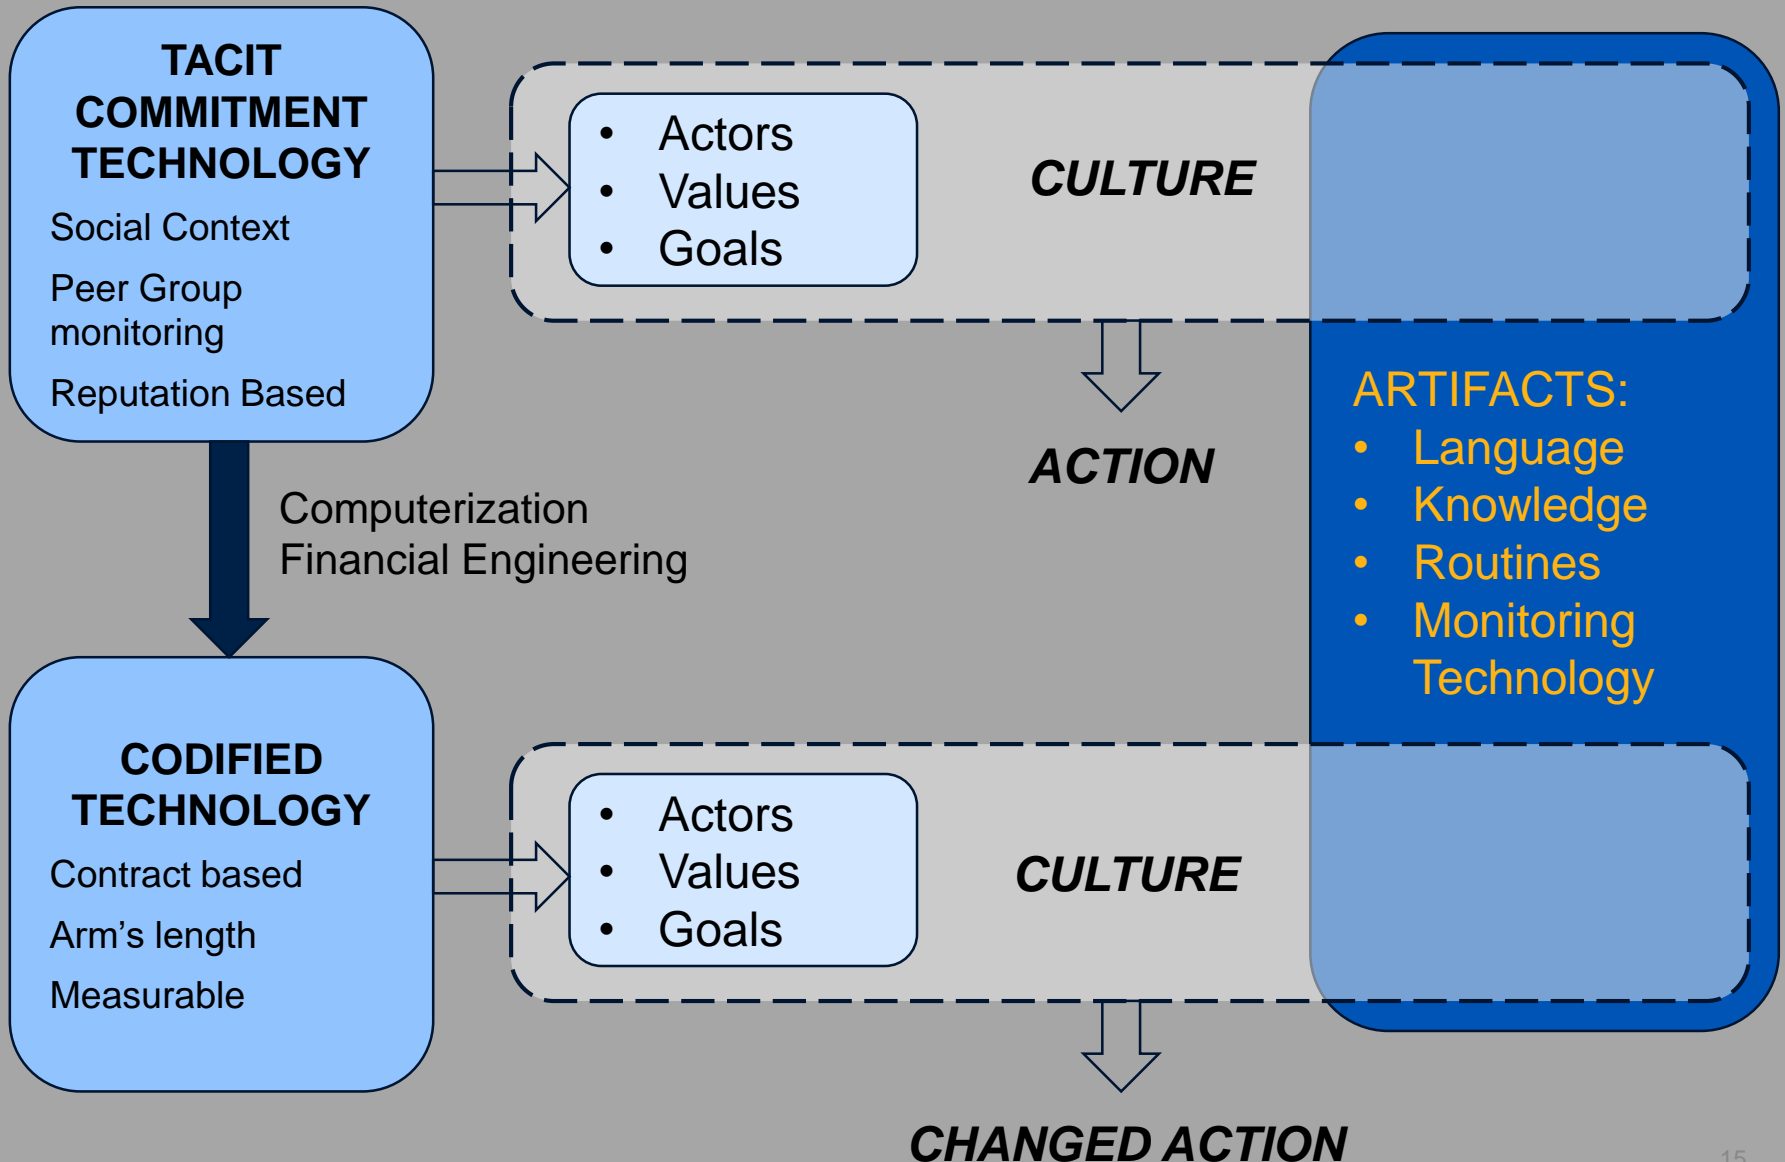 TACIT
COMMITMENT
TECHNOLOGY
Social Context
Peer Group
monitoring
Reputation Based
• Actors
• Values
• Goals
CULTURE
ACTION
ARTIFACTS:
• Language
• Knowledge
• Routines
• Monitoring
Technology
Computerization
Financial Engineering
CODIFIED
TECHNOLOGY
Contract based
Arm’s length
Measurable
• Actors
• Values
• Goals
CULTURE
CHANGED ACTION
15